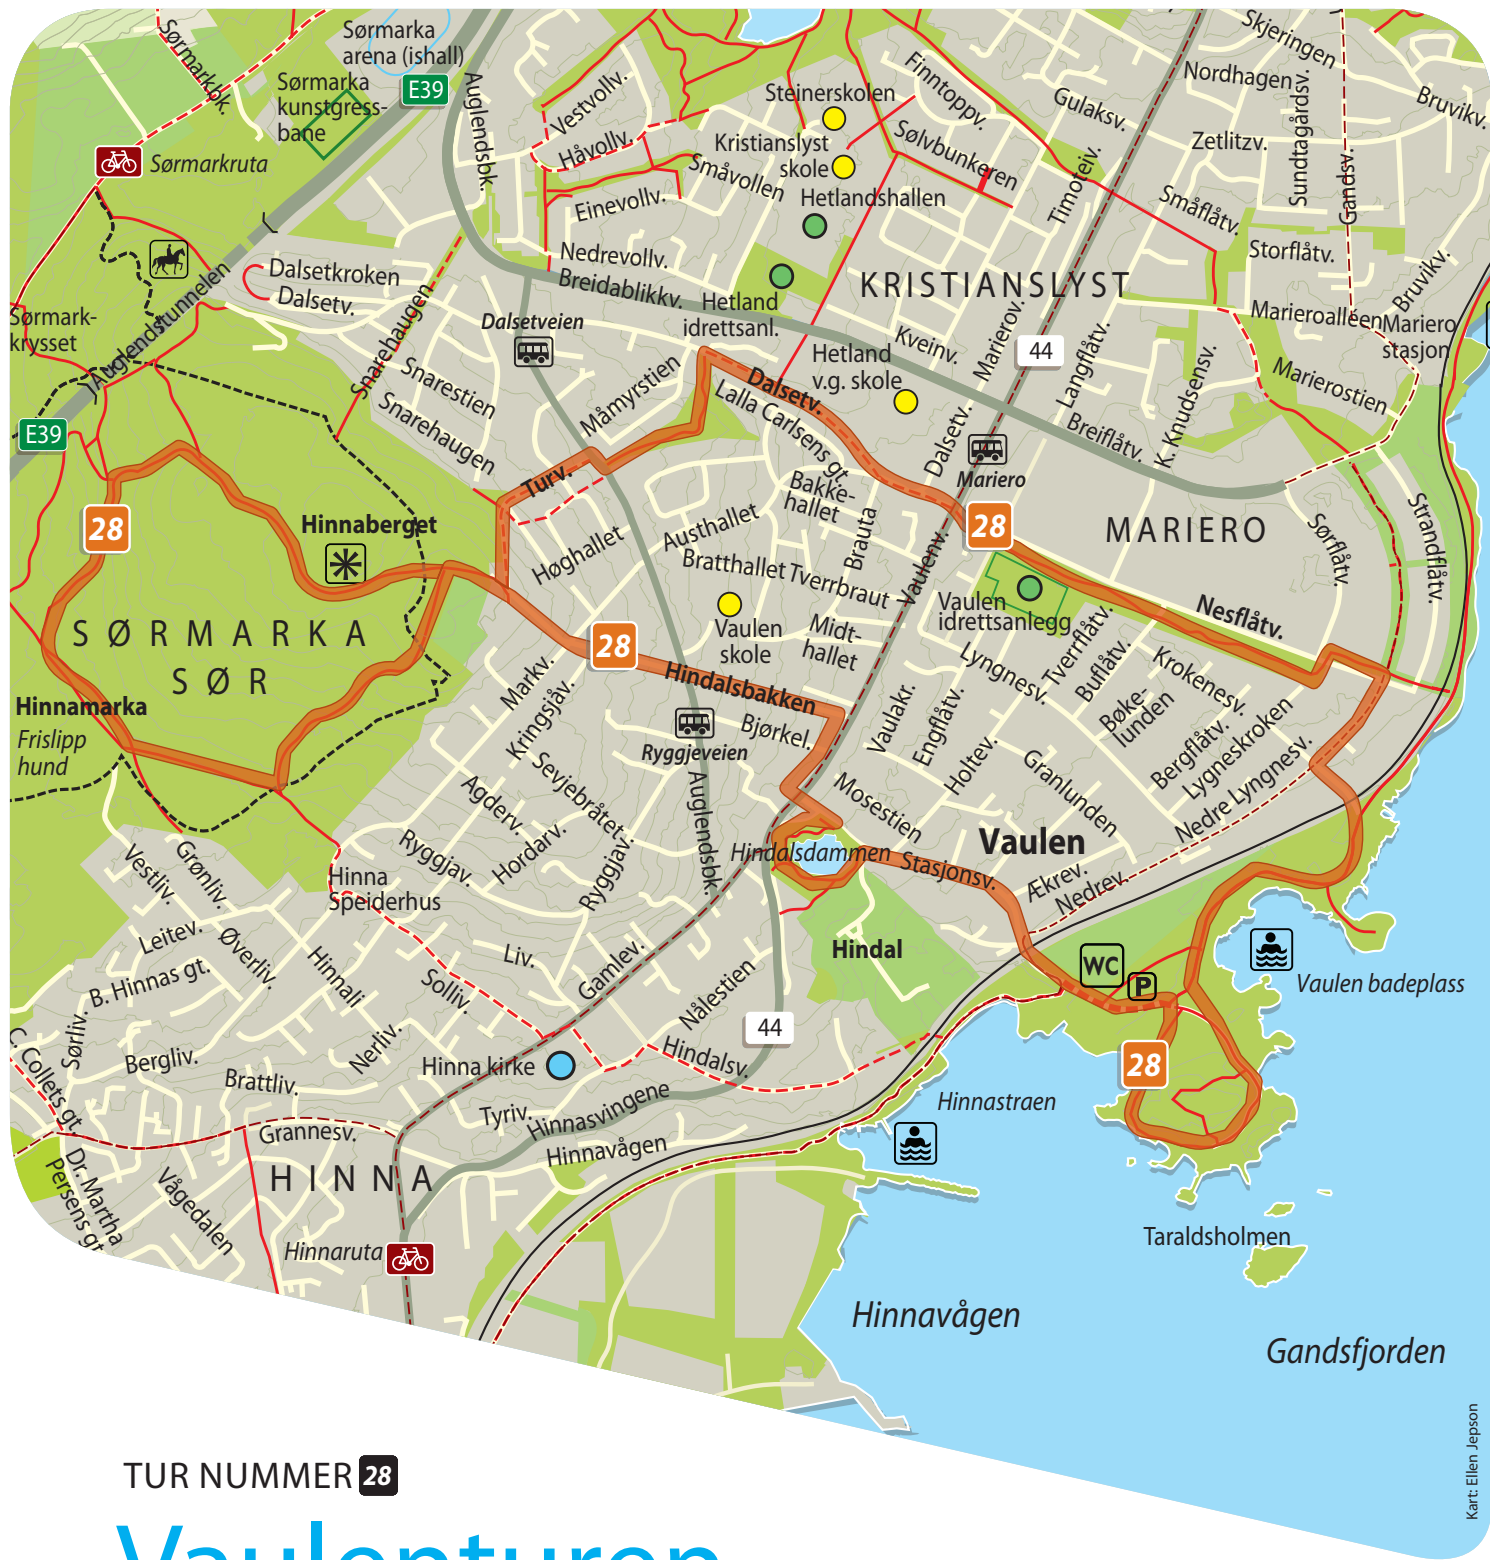 Sørmarkbk.
Sørmarka
arena (ishall)
Sørmarka
kunstgress-
bane
E39
Auglendsbk.
Vestvollv.
Håvollv.
Steinerskolen
Kristianslyst
skole
Småvollen
Hetlandshallen
Finntoppv.
Sølvbunkeren
Gulaksv.
Timoteiv.
Skjeringen
Nordhagen
Zetlitzv.
Sundtagårdsv.
Gandsv.
Bruvikv.
Sørmarkruta
Einevollv.
Nedrevollv.
Breidablikkv.
Hetland
idrettsanl.
KRISTIANSLYST
Småflåtv.
Storflåtv.
Bruvikv.
Marieroalléen
Mariero
stasjon
Marierostien
Dalsetkroken
Dalsetv.
Auglendstunnelen
Sørmark-
krysset
Snarehaugen
Snarestien
Snarehaugen
Dalsetveien
Måmyrstien
Hetland
v.g. skole
Kveinv.
Marierov.
44
Langflåtv.
K. Knudsensv.
Breiflåtv.
Dalsetv.
Lalla Carlsens gt.
Dalsetv.
Mariero
E39
Turv.
28
Hinnaberget
28
MARIERO
Sørflåtv.
Strandflåtv.
Bakke-
hallet
Brauta
Austhallet
Høghallet
Bratthallet
Tverrbraut
Vaulenv.
Vaulen
idrettsanlegg
Nesflåtv.
SØRMARKA
SØR
28
Vaulen
skole
Midt-
hallet
Lyngnesv.
Tverrflåtv.
Buflåtv.
Krokenesv.
Bøke-
lunden
Bergflåtv.
Lygneskroken
Nedre Lyngnesv.
Hinnamarka
Frislipp
hund
Markv.
Kringsjåv.
Hindalsbakken
Bjørkel.
Ryggjeveien
Vaulakr.
Engflåtv.
Holtev.
Granlunden
Sevjebråtet
Agderv.
Hordarv.
Ryggjav.
Ryggjav.
Auglendsbk.
Mosestien
Vaulen
Hindalsdammen
Stasjonsv.
Ækrev.
Nedrev.
Vestliv.
Grønliv.
Hinna
Speiderhus
Leitev.
Øverliv.
B. Hinnas gt.
Hinnali
Solliv.
Liv.
Gamlev.
Hindal
WC
P
Vaulen badeplass
Nålestien
44
Sørliv.
C. Collets gt
Bergliv.
Nerliv.
Brattliv.
Hinna kirke
Hindalsv.
28
Tyriv.
Hinnasvingene
Hinnavågen
Hinnastraen
Grannesv.
HINNA
Dr. Martha
Persens gt
Vågedalen
Hinnaruta
Taraldsholmen
Hinnavågen
Gandsfjorden
Kart: Ellen Jepson
TUR NUMMER 28
Vaulenturen